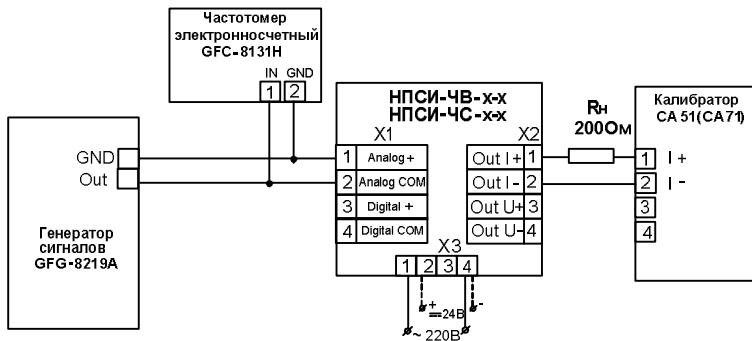 Частотомер
электронносчетный
GFC-8131H
IN GND
1 2
НПСИ-ЧВ-х-х
НПСИ-ЧС-х-х
Rн
200Ом
Калибратор
СА 51(СА71)
X1
X2
GND
Out
1 Analog +
2 Analog COM
3 Digital +
4 Digital COM
Out I+ 1
Out I- 2
Out U+ 3
Out U- 4
1 I +
2 I -
3
4
Генератор
сигналов
GFG-8219A
X3
1 2 3 4
+ -
=24В
~ 220В